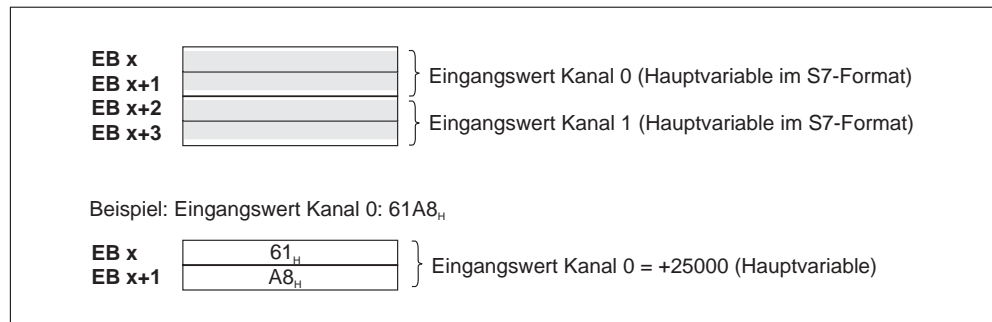 EB x
EB x+1
Eingangswert Kanal 0 (Hauptvariable im S7-Format)
EB x+2
EB x+3
Eingangswert Kanal 1 (Hauptvariable im S7-Format)
Beispiel: Eingangswert Kanal 0: 61A8H
EB x 61H
EB x+1 A8H
Eingangswert Kanal 0 = +25000 (Hauptvariable)